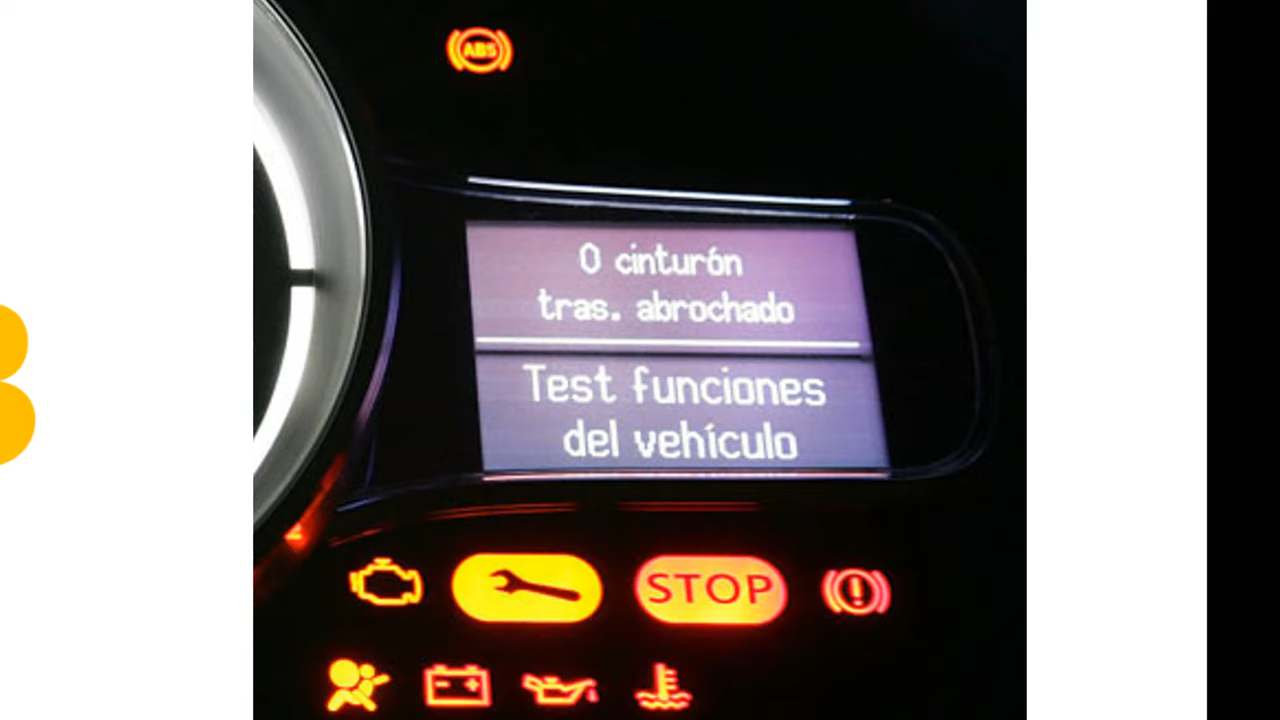 ABS
0 cinturón
tras. abrochado
Test funciones
del vehículo
STOP